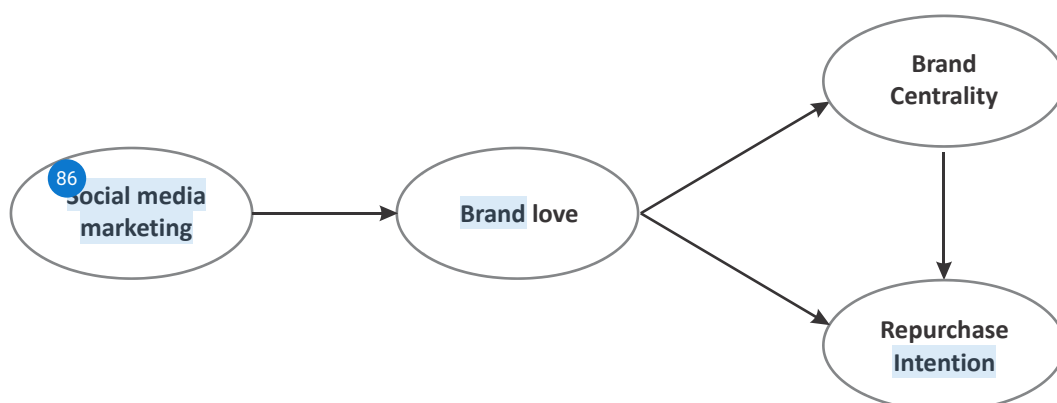 Brand
Centrality
86
Social media
marketing
Brand love
Repurchase
Intention